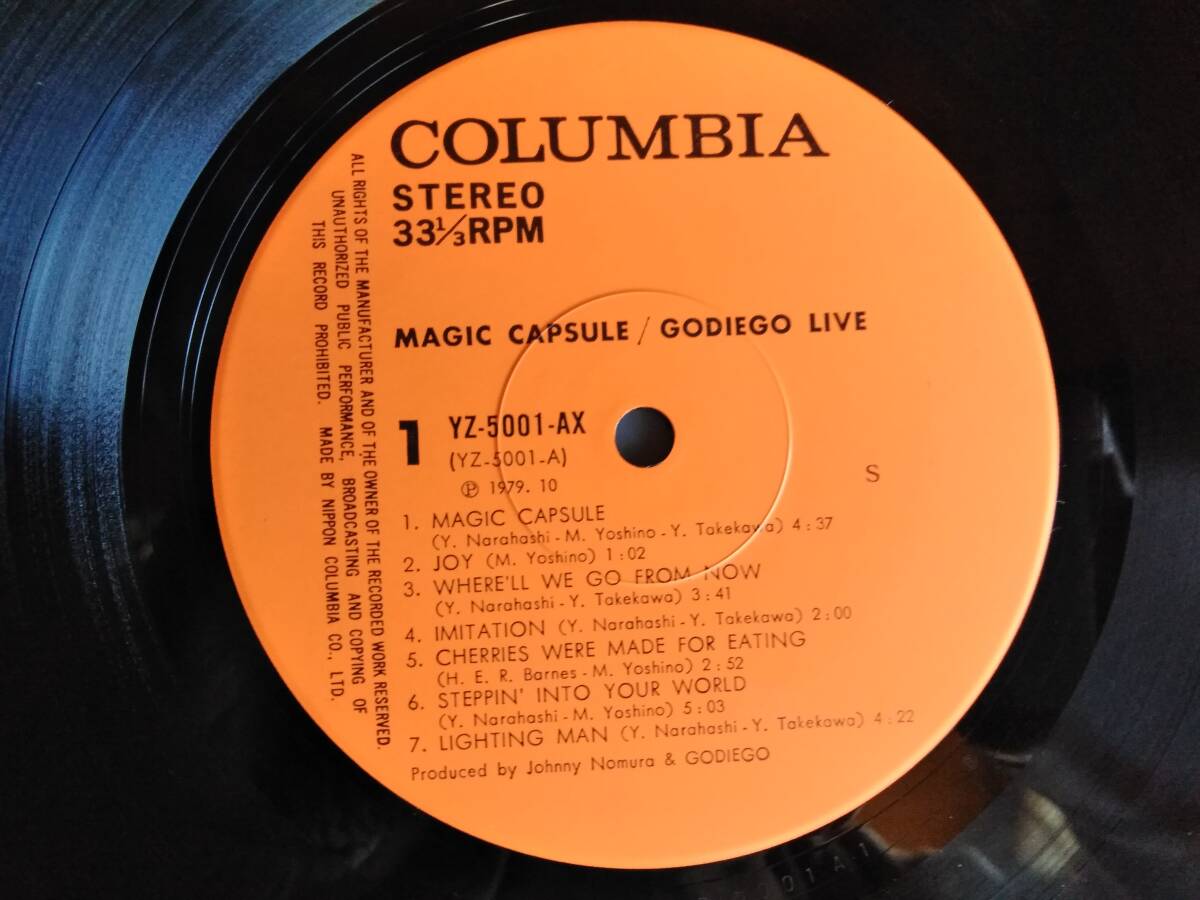 COLUMBIA
STEREO
33⅓RPM
MAGIC CAPSULE / GODIEGO LIVE
1
YZ-5001-AX
(YZ-5001-A)
Ⓟ 1979. 10
S
1. MAGIC CAPSULE
(Y. Narahashi - M. Yoshino - Y. Takekawa) 4:37
2. JOY (M. Yoshino) 1:02
3. WHERE'LL WE GO FROM NOW
(Y. Narahashi - Y. Takekawa) 3:41
4. IMITATION (Y. Narahashi - Y. Takekawa) 2:00
5. CHERRIES WERE MADE FOR EATING
(H. E. R. Barnes - M. Yoshino) 2:52
6. STEPPIN' INTO YOUR WORLD
(Y. Narahashi - M. Yoshino) 5:03
7. LIGHTING MAN (Y. Narahashi - Y. Takekawa) 4:22
Produced by Johnny Nomura & GODIEGO
ALL RIGHTS OF THE MANUFACTURER AND OF THE OWNER OF THE RECORDED WORK RESERVED.
UNAUTHORIZED PUBLIC PERFORMANCE, BROADCASTING AND COPYING OF
THIS RECORD PROHIBITED. MADE BY NIPPON COLUMBIA CO., LTD.